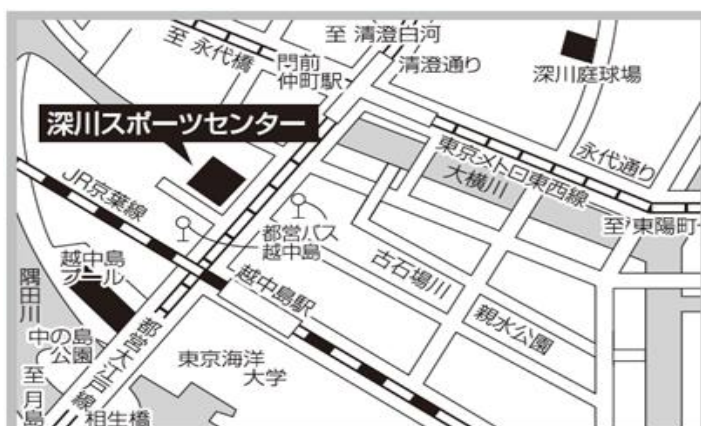 至 清澄白河
至 永代橋
門前
仲町駅
清澄通り
深川庭球場
深川スポーツセンター
永代通り
東京メトロ東西線
大横川
JR京葉線
至 東陽町
都営バス
越中島
越中島
プール
古石場川
親水公園
越中島駅
隅田川
中の島
公園
都営大江戸線
東京海洋
大学
至 月島
相生橋